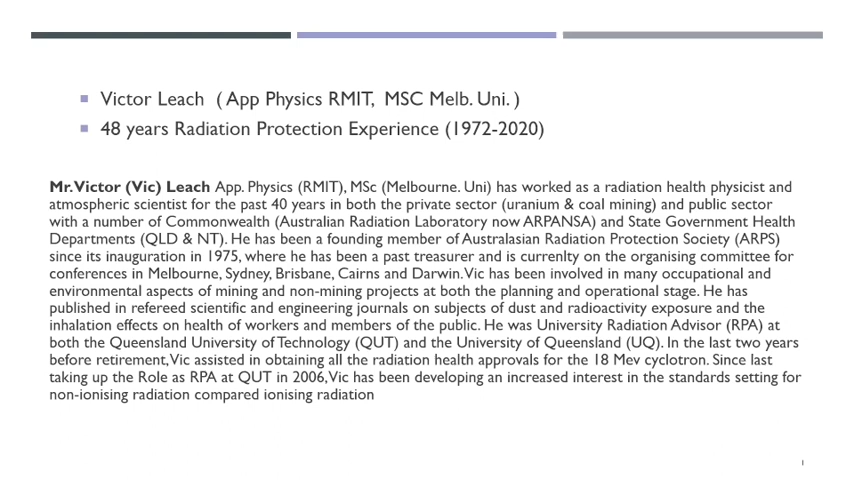 Victor Leach ( App Physics RMIT, MSC Melb. Uni. )
48 years Radiation Protection Experience (1972-2020)
Mr. Victor (Vic) Leach App. Physics (RMIT), MSc (Melbourne. Uni) has worked as a radiation health physicist and
atmospheric scientist for the past 40 years in both the private sector (uranium & coal mining) and public sector
with a number of Commonwealth (Australian Radiation Laboratory now ARPANSA) and State Government Health
Departments (QLD & NT). He has been a founding member of Australasian Radiation Protection Society (ARPS)
since its inauguration in 1975, where he has been a past treasurer and is currenlty on the organising committee for
conferences in Melbourne, Sydney, Brisbane, Cairns and Darwin. Vic has been involved in many occupational and
environmental aspects of mining and non-mining projects at both the planning and operational stage. He has
published in refereed scientific and engineering journals on subjects of dust and radioactivity exposure and the
inhalation effects on health of workers and members of the public. He was University Radiation Advisor (RPA) at
both the Queensland University of Technology (QUT) and the University of Queensland (UQ). In the last two years
before retirement, Vic assisted in obtaining all the radiation health approvals for the 18 Mev cyclotron. Since last
taking up the Role as RPA at QUT in 2006, Vic has been developing an increased interest in the standards setting for
non-ionising radiation compared ionising radiation
1